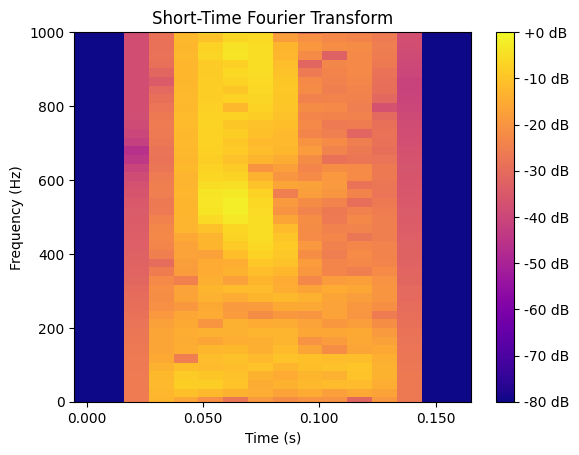 Short-Time Fourier Transform
1000
800
600
400
200
0
Frequency (Hz)
0.000
0.050
0.100
0.150
Time (s)
+0 dB
-10 dB
-20 dB
-30 dB
-40 dB
-50 dB
-60 dB
-70 dB
-80 dB